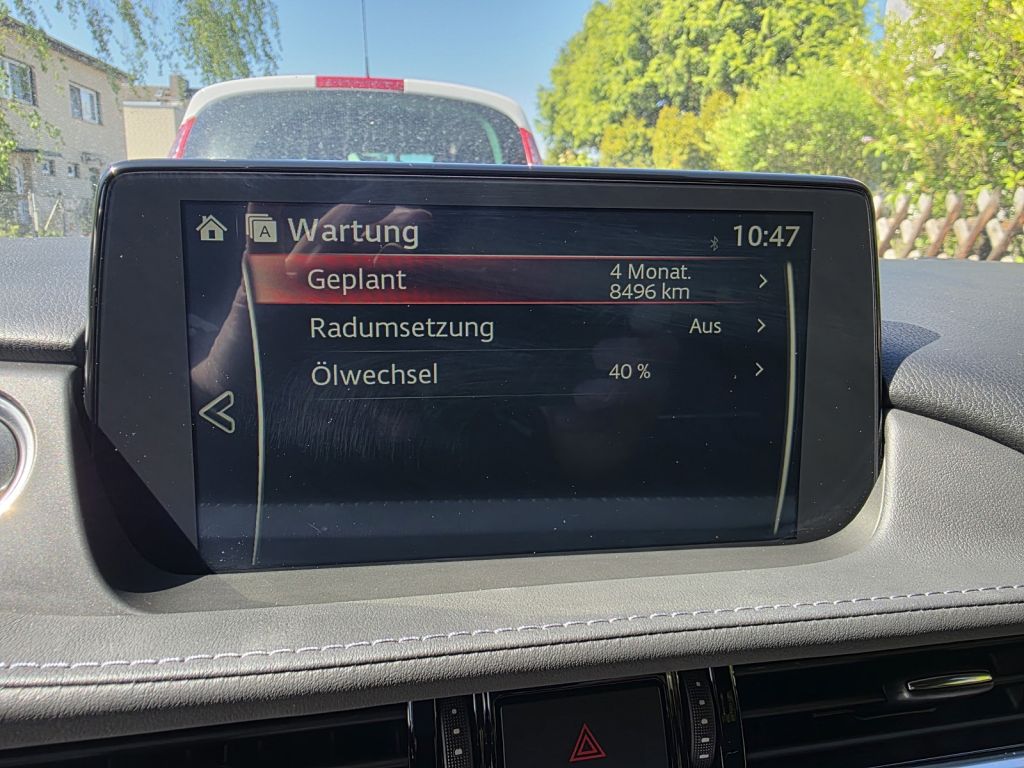 A Wartung 10:47
Geplant 4 Monat.
8496 km
Radumsetzung Aus
Ölwechsel 40 %